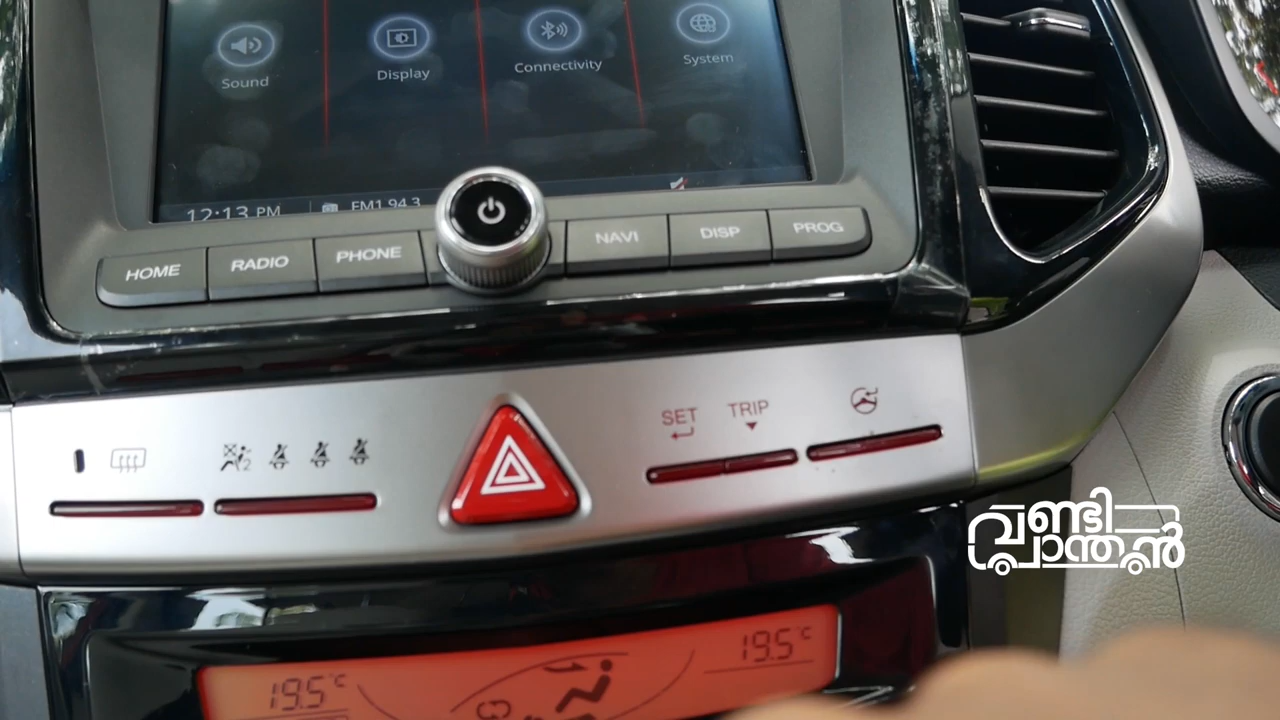 Sound Display Connectivity System
12:13 PM FM1 94.3
HOME RADIO PHONE NAVI DISP PROG
SET TRIP
വണ്ടി
ഭ്രാന്തൻ
19.5°C 19.5°C